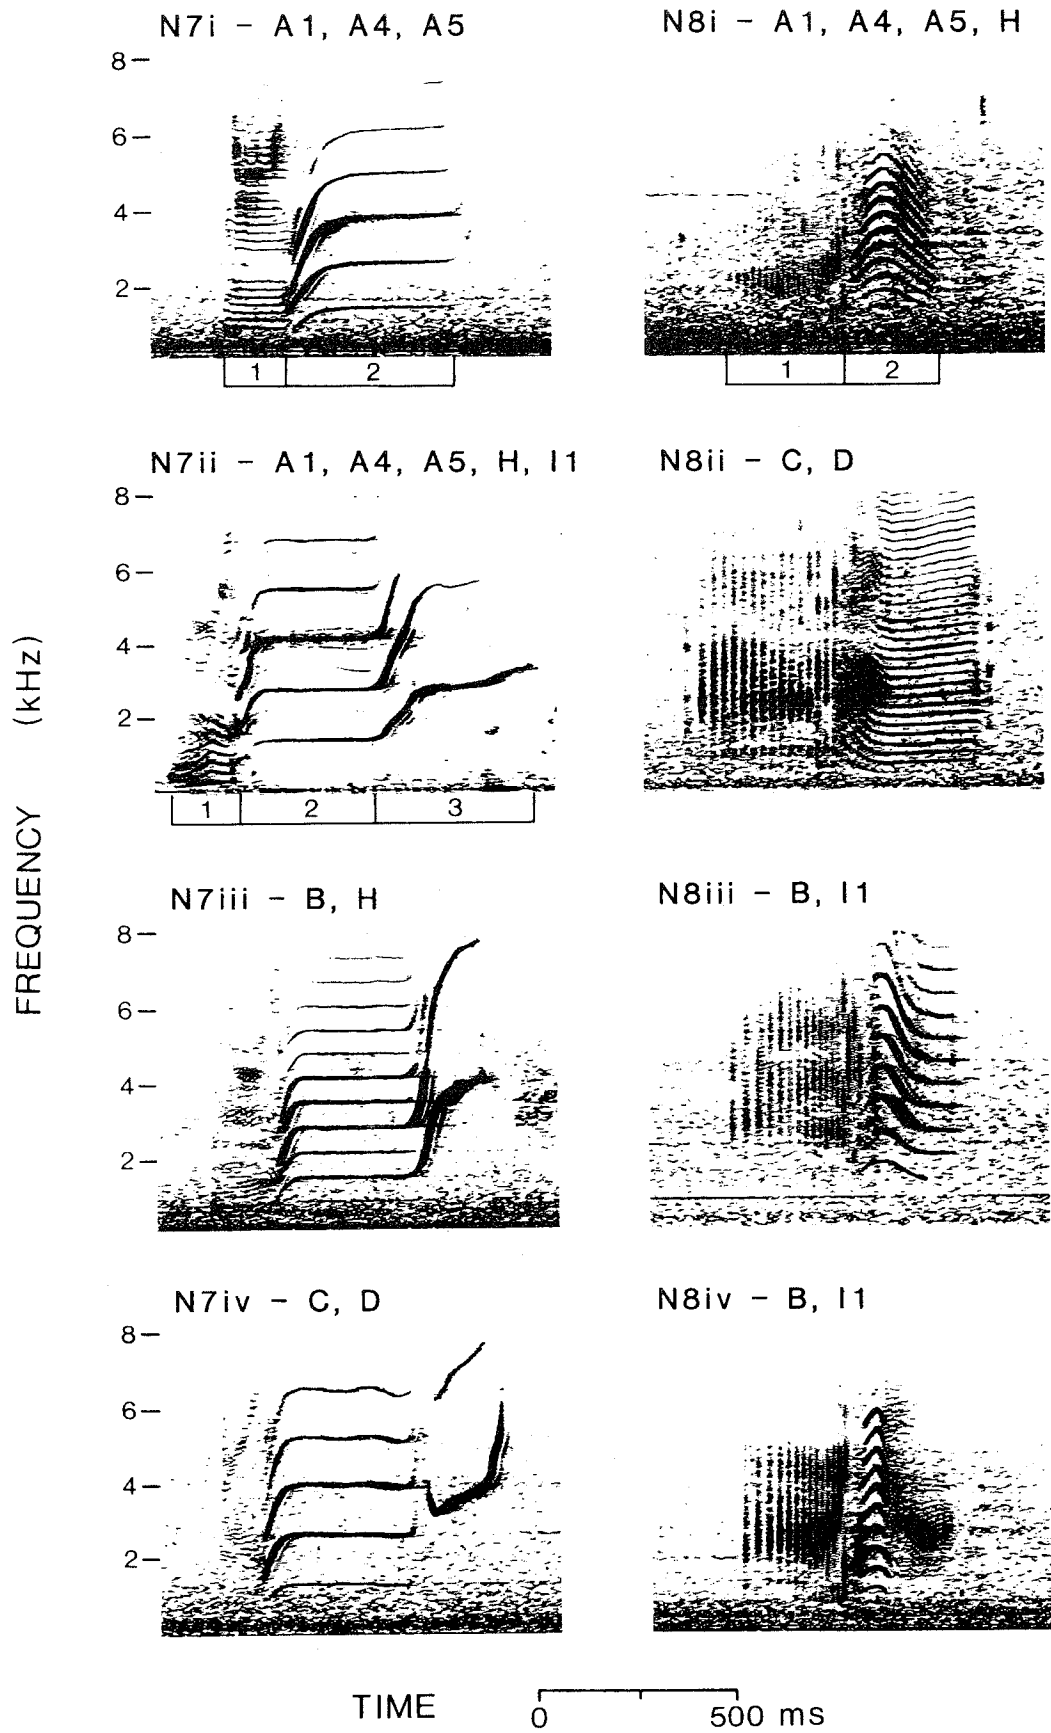 N7i – A1, A4, A5
8
6
4
2
1 2
N8i – A1, A4, A5, H
1 2
N7ii – A1, A4, A5, H, I1
8
6
4
2
1 2 3
N8ii – C, D
N7iii – B, H
8
6
4
2
N8iii – B, I1
N7iv – C, D
8
6
4
2
N8iv – B, I1
FREQUENCY (kHz)
TIME
0 500 ms